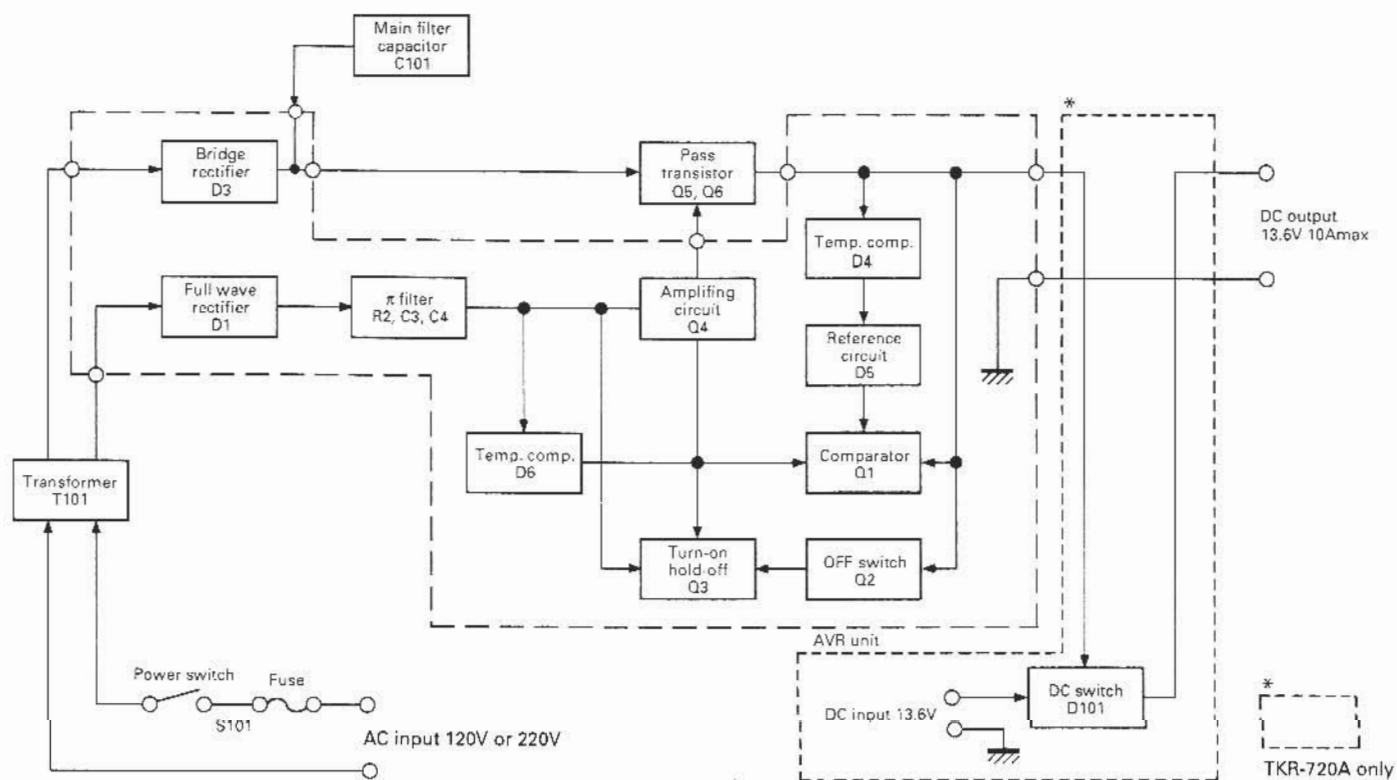 Main filter
capacitor
C101
*
Bridge
rectifier
D3
Pass
transistor
Q5, Q6
DC output
13.6V 10Amax
Temp. comp.
D4
Full wave
rectifier
D1
π filter
R2, C3, C4
Amplifing
circuit
Q4
Reference
circuit
D5
Transformer
T101
Temp. comp.
D6
Comparator
Q1
Turn-on
hold-off
Q3
OFF switch
Q2
AVR unit
Power switch
Fuse
S101
AC input 120V or 220V
DC input 13.6V
DC switch
D101
*
TKR-720A only